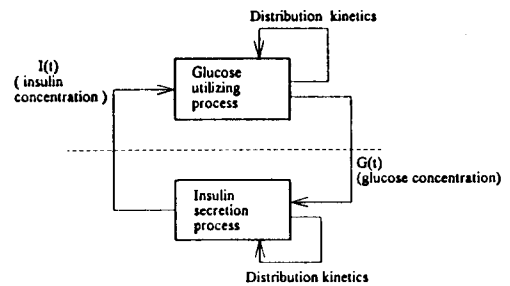 Distribution kinetics
I(t)
( insulin
concentration )
Glucose
utilizing
process
G(t)
(glucose concentration)
Insulin
secretion
process
Distribution kinetics